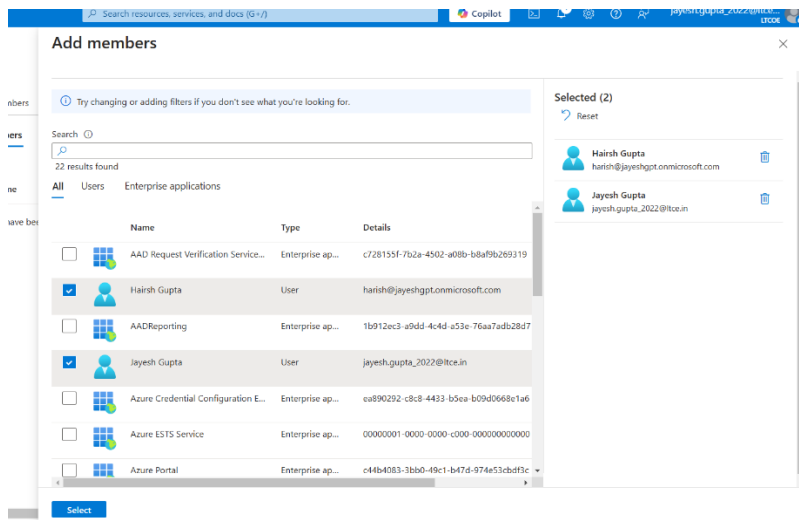 Search resources, services, and docs (G+/)
Copilot
jayesh.gupta_2022@ltce...
LTCOE
Add members
Try changing or adding filters if you don't see what you're looking for.
Search
22 results found
All Users Enterprise applications
Name Type Details
AAD Request Verification Service... Enterprise ap... c728155f-7b2a-4502-a08b-b8af9b269319
Hairsh Gupta User harish@jayeshgpt.onmicrosoft.com
AADReporting Enterprise ap... 1b912ec3-a9dd-4c4d-a53e-76aa7adb28d7
Jayesh Gupta User jayesh.gupta_2022@ltce.in
Azure Credential Configuration E... Enterprise ap... ea890292-c8c8-4433-b5ea-b09d0668e1a6
Azure ESTS Service Enterprise ap... 00000001-0000-0000-c000-000000000000
Azure Portal Enterprise ap... c44b4083-3bb0-49c1-b47d-974e53cbdf3c
Select
Selected (2)
Reset
Hairsh Gupta
harish@jayeshgpt.onmicrosoft.com
Jayesh Gupta
jayesh.gupta_2022@ltce.in